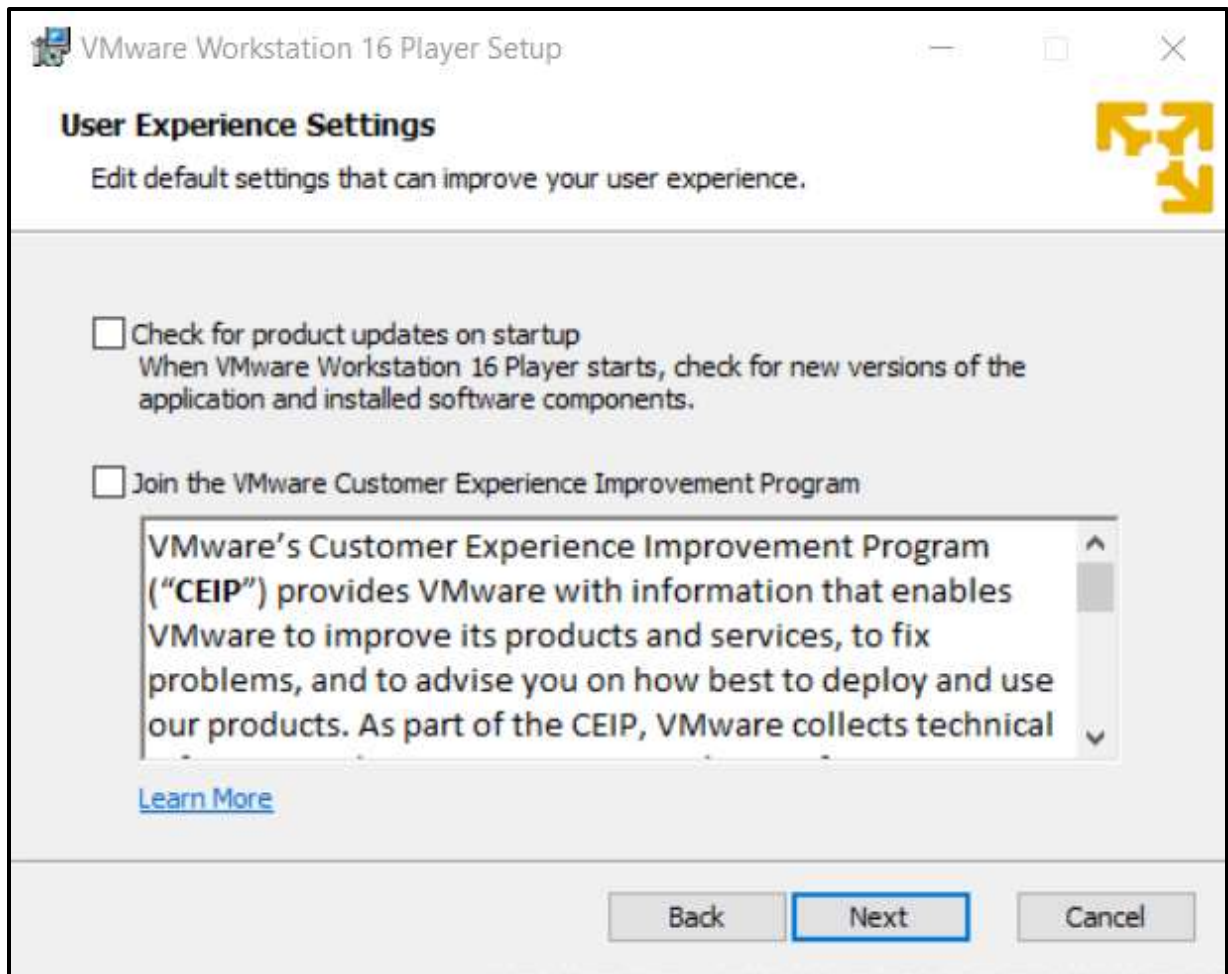 VMware Workstation 16 Player Setup
User Experience Settings
Edit default settings that can improve your user experience.
Check for product updates on startup
When VMware Workstation 16 Player starts, check for new versions of the
application and installed software components.
Join the VMware Customer Experience Improvement Program
VMware’s Customer Experience Improvement Program
(“CEIP”) provides VMware with information that enables
VMware to improve its products and services, to fix
problems, and to advise you on how best to deploy and use
our products. As part of the CEIP, VMware collects technical
Learn More
Back Next Cancel